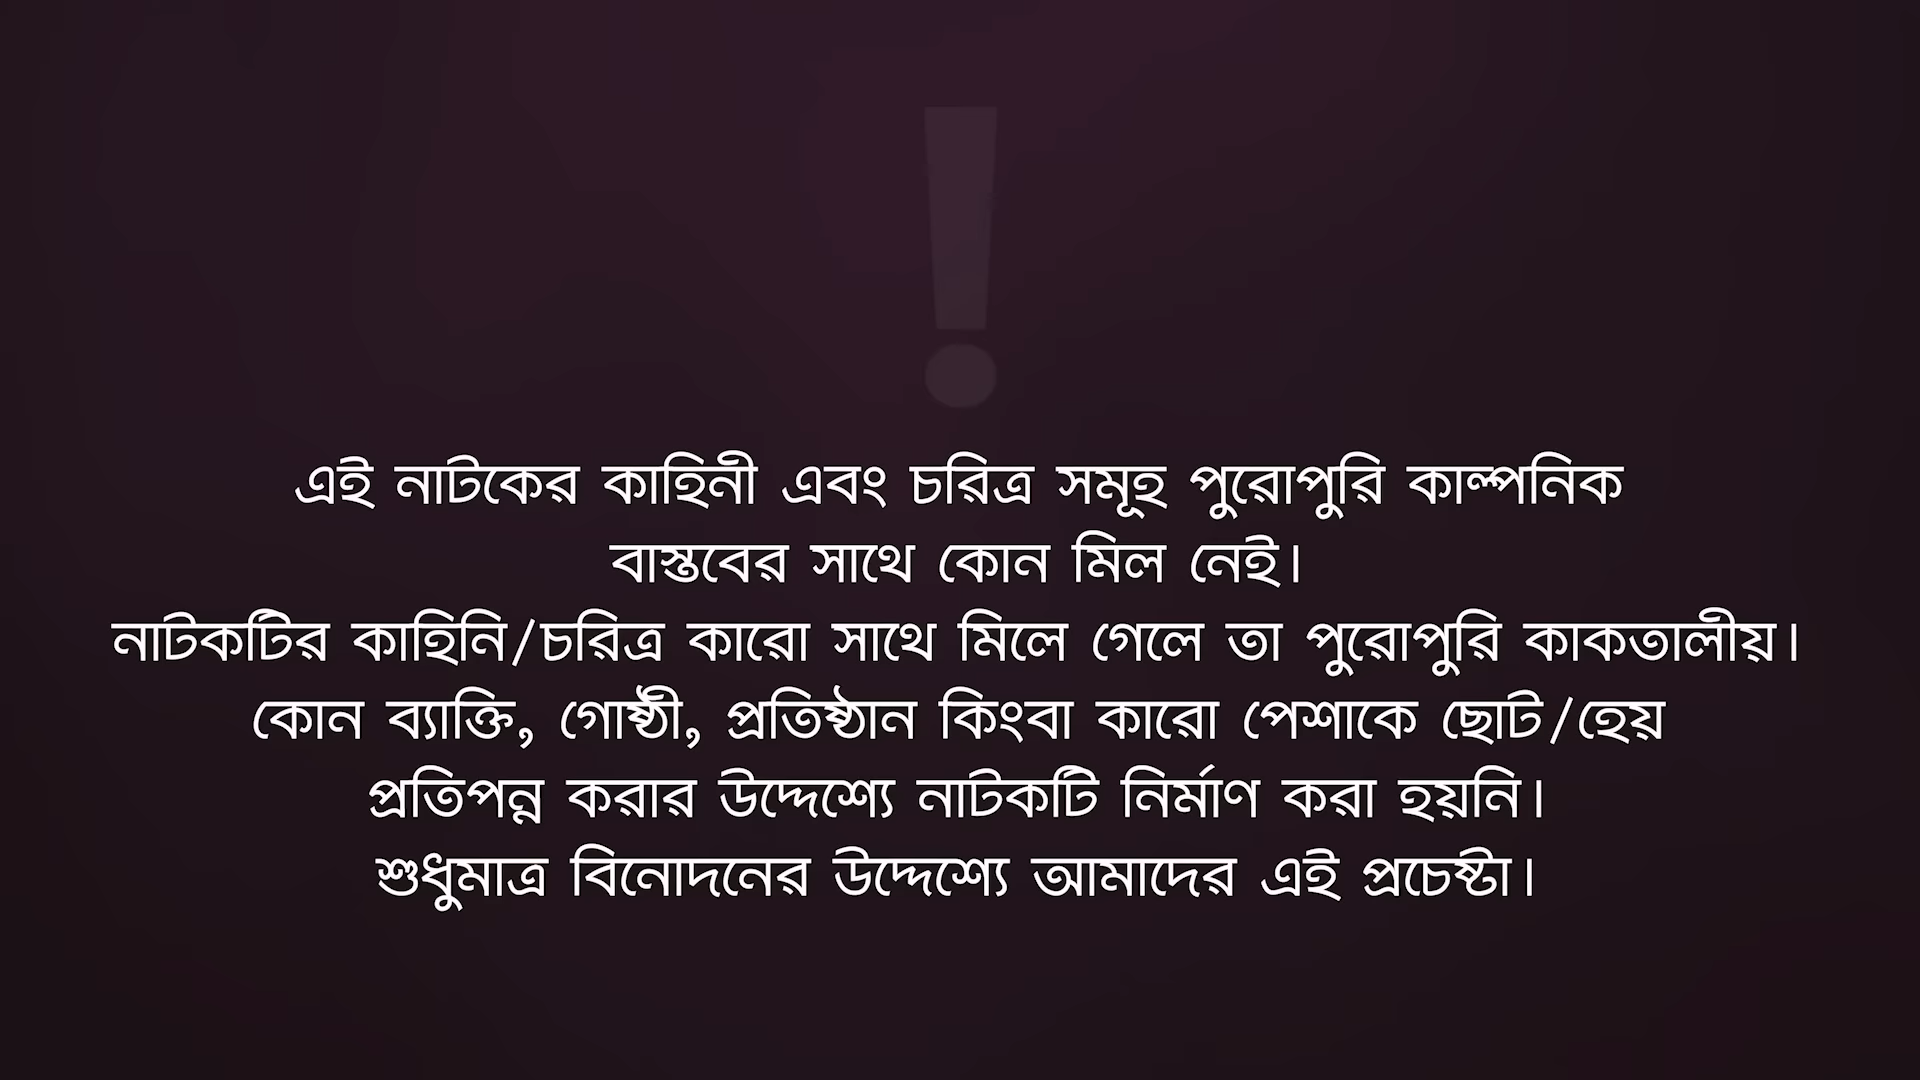 এই নাটকের কাহিনী এবং চরিত্র সমূহ পুরোপুরি কাল্পনিক
বাস্তবের সাথে কোন মিল নেই।
নাটকটির কাহিনি/চরিত্র কারো সাথে মিলে গেলে তা পুরোপুরি কাকতালীয়।
কোন ব্যাক্তি, গোষ্ঠী, প্রতিষ্ঠান কিংবা কারো পেশাকে ছোট/হেয়
প্রতিপন্ন করার উদ্দেশ্যে নাটকটি নির্মাণ করা হয়নি।
শুধুমাত্র বিনোদনের উদ্দেশ্যে আমাদের এই প্রচেষ্টা।